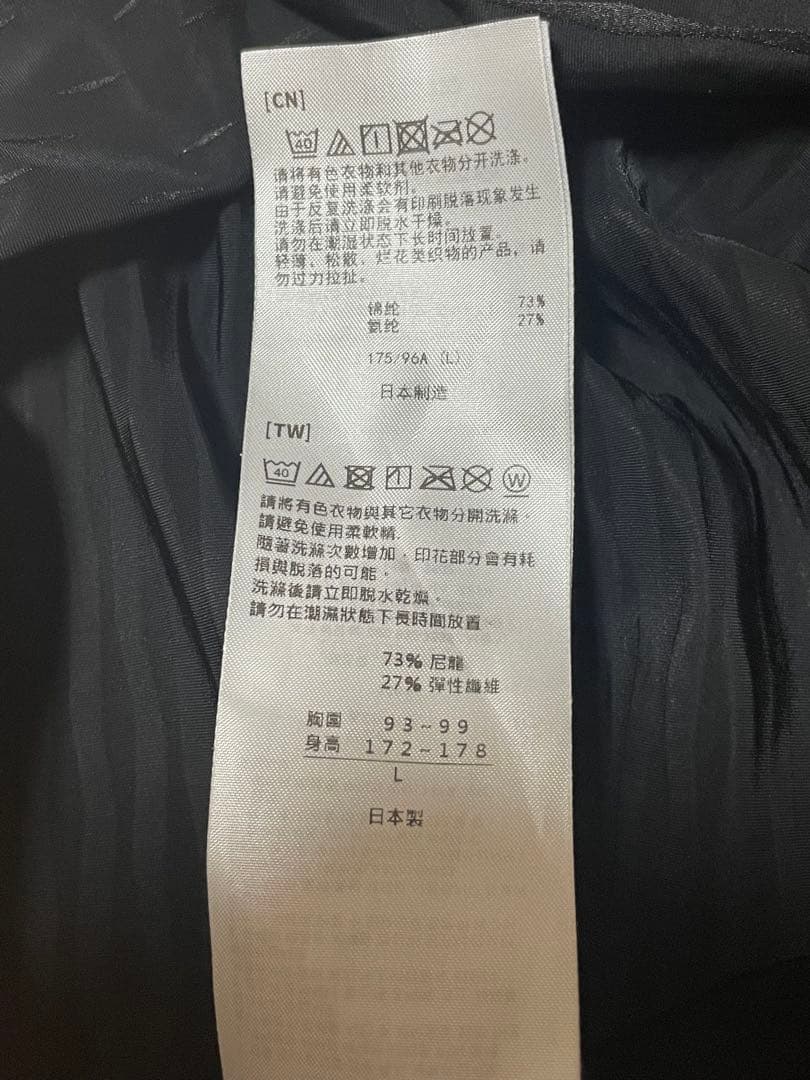 [CN]
40
请将有色衣物和其他衣物分开洗涤。
请避免使用柔软剂。
由于反复洗涤会有印刷脱落现象发生
洗涤后请立即脱水干燥。
请勿在潮湿状态下长时间放置。
轻薄、松散、烂花类织物的产品，请
勿过力拉扯。
锦纶 73%
氨纶 27%
175/96A (L)
日本制造
[TW]
40 W
請將有色衣物與其它衣物分開洗滌。
請避免使用柔軟精.
隨著洗滌次數增加，印花部分會有耗
損與脫落的可能。
洗滌後請立即脫水乾燥。
請勿在潮濕狀態下長時間放置
73% 尼龍
27% 彈性纖維
胸圍 93~99
身高 172~178
L
日本製